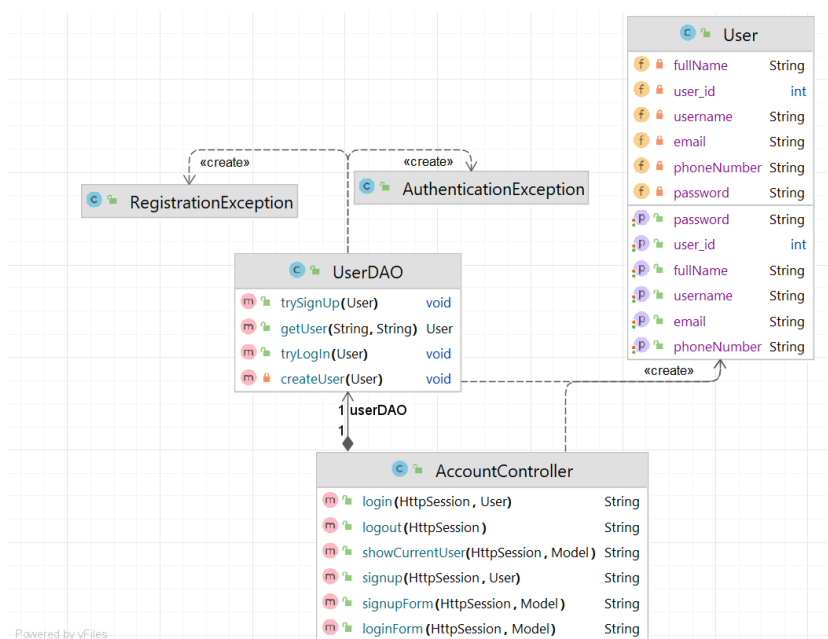 User
fullName String
user_id int
username String
email String
phoneNumber String
password String
password String
user_id int
fullName String
username String
email String
phoneNumber String
«create» «create»
RegistrationException
AuthenticationException
UserDAO
trySignUp(User) void
getUser(String, String) User
tryLogIn(User) void
createUser(User) void
«create»
1 userDAO
1
AccountController
login(HttpSession, User) String
logout(HttpSession) String
showCurrentUser(HttpSession, Model) String
signup(HttpSession, User) String
signupForm(HttpSession, Model) String
loginForm(HttpSession, Model) String
Powered by yFiles